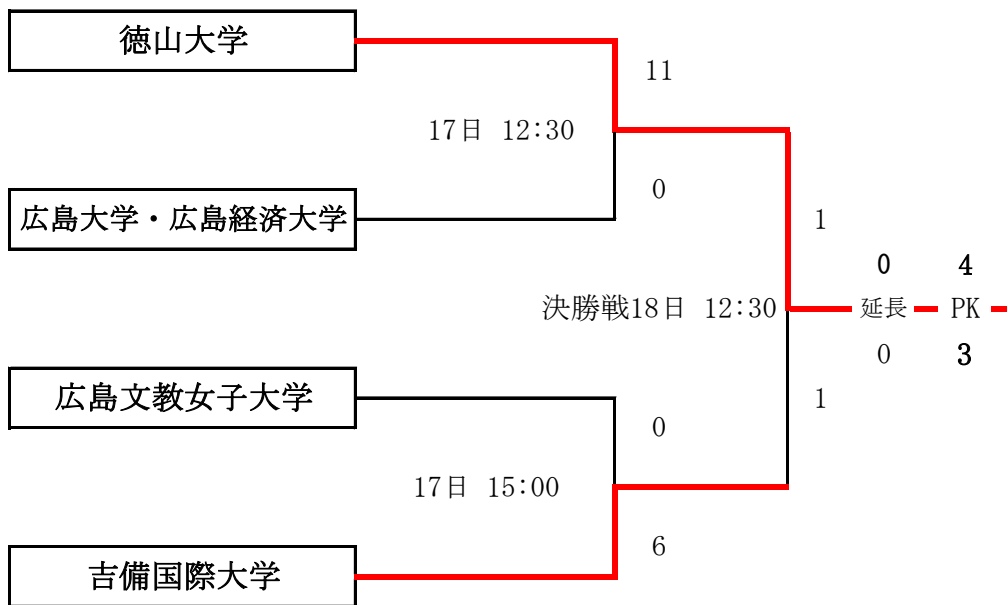 徳山大学
11
17日 12:30
0
広島大学・広島経済大学
1
0 4
決勝戦18日 12:30
延長 PK
0 3
広島文教女子大学
1
0
17日 15:00
6
吉備国際大学